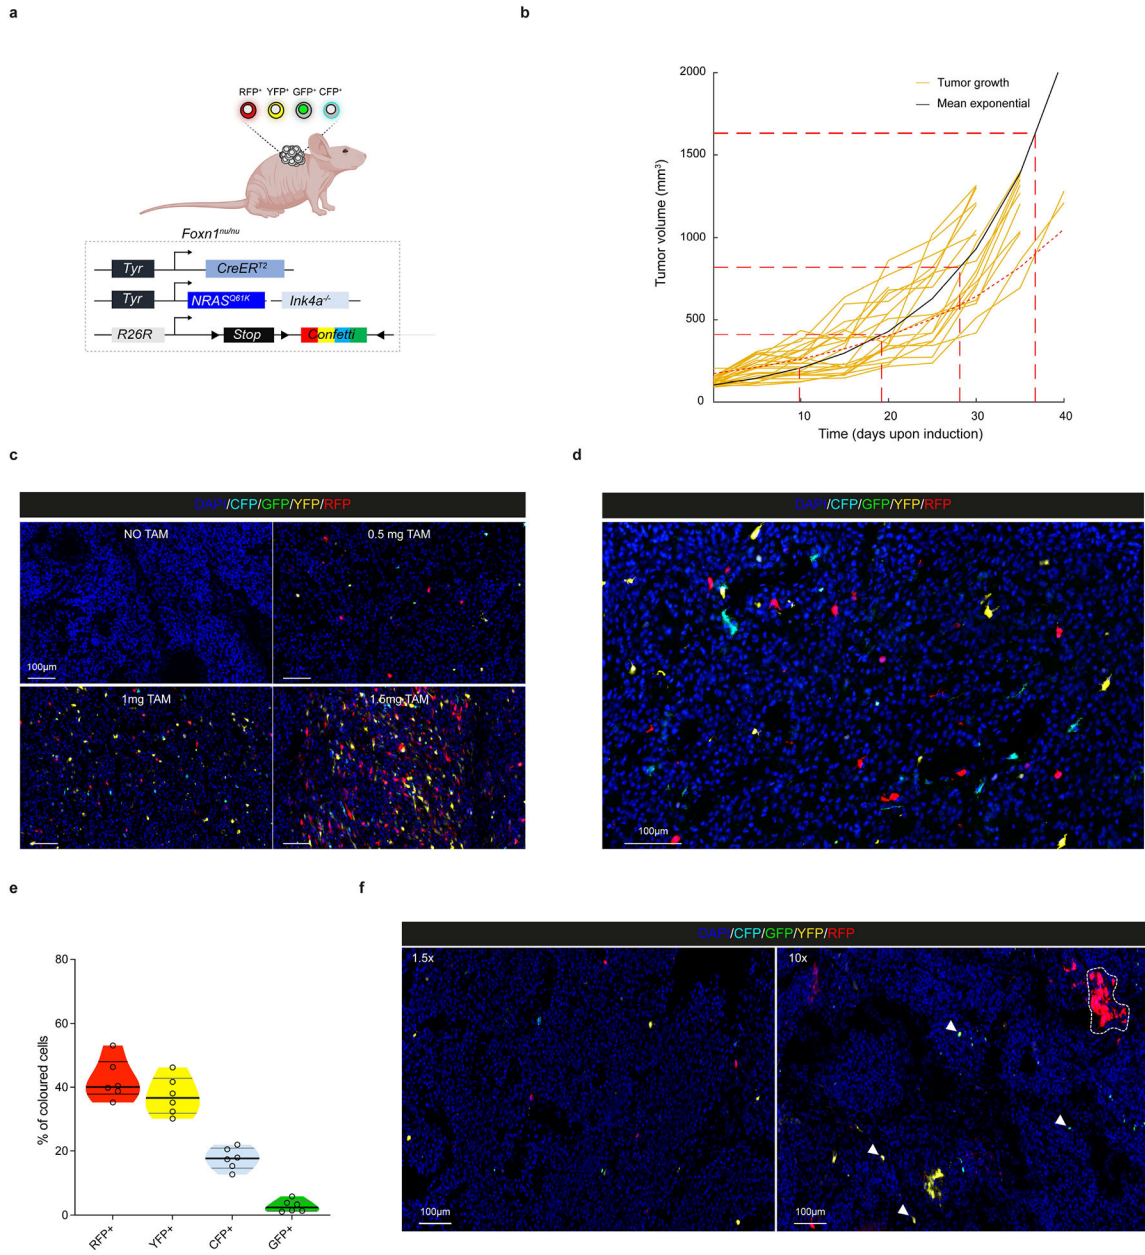 a
RFP⁺ YFP⁺ GFP⁺ CFP⁺
Foxn1ⁿᵘ/ⁿᵘ
Tyr CreERᵀ²
Tyr NRAS^Q61K Ink4a⁻/⁻
R26R Stop Confetti
b
2000
1500
1000
500
0
Tumor volume (mm³)
Tumor growth
Mean exponential
10 20 30 40
Time (days upon induction)
c
DAPI/CFP/GFP/YFP/RFP
NO TAM
0.5 mg TAM
100µm
1mg TAM
1.5mg TAM
d
DAPI/CFP/GFP/YFP/RFP
100µm
e
80
60
40
20
0
% of coloured cells
RFP+ YFP+ CFP+ GFP+
f
DAPI/CFP/GFP/YFP/RFP
1.5x
10x
100µm
100µm